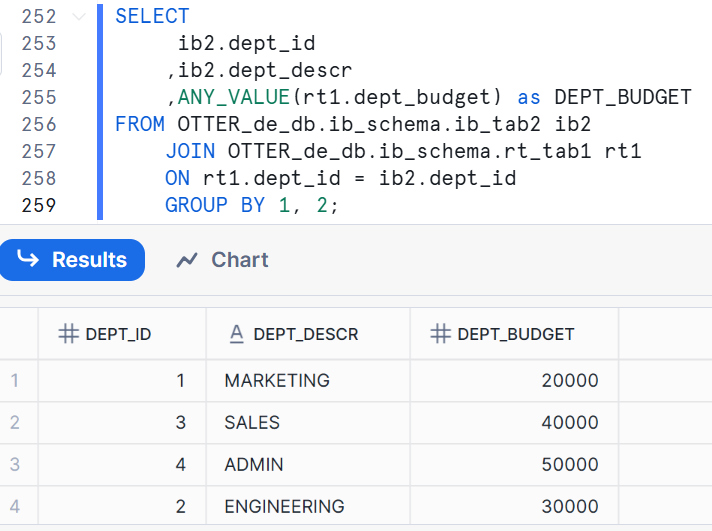 252 SELECT
253 ib2.dept_id
254 ,ib2.dept_descr
255 ,ANY_VALUE(rt1.dept_budget) as DEPT_BUDGET
256 FROM OTTER_de_db.ib_schema.ib_tab2 ib2
257 JOIN OTTER_de_db.ib_schema.rt_tab1 rt1
258 ON rt1.dept_id = ib2.dept_id
259 GROUP BY 1, 2;
Results Chart
# DEPT_ID A DEPT_DESCR # DEPT_BUDGET
1 1 MARKETING 20000
2 3 SALES 40000
3 4 ADMIN 50000
4 2 ENGINEERING 30000